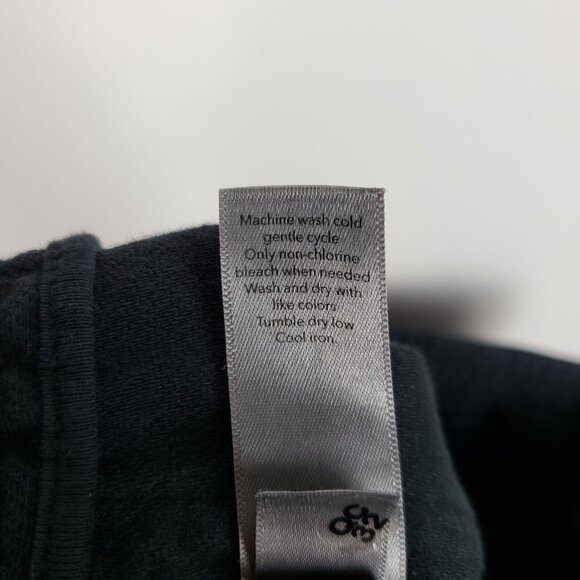 Machine wash cold
gentle cycle
Only non-chlorine
bleach when needed
Wash and dry with
like colors
Tumble dry low
Cool iron.